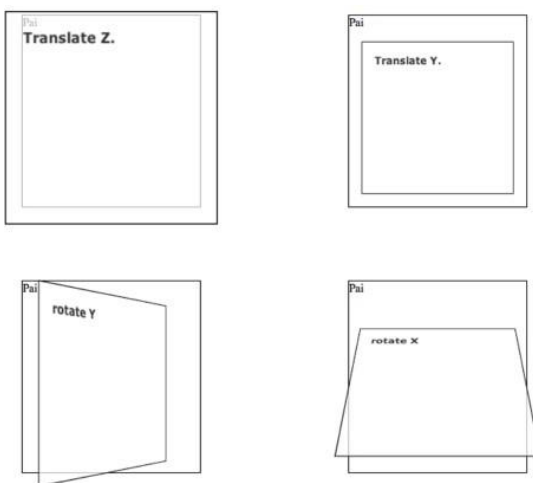 Pai
Translate Z.
Pai
Translate Y.
Pai
rotate Y
Pai
rotate X